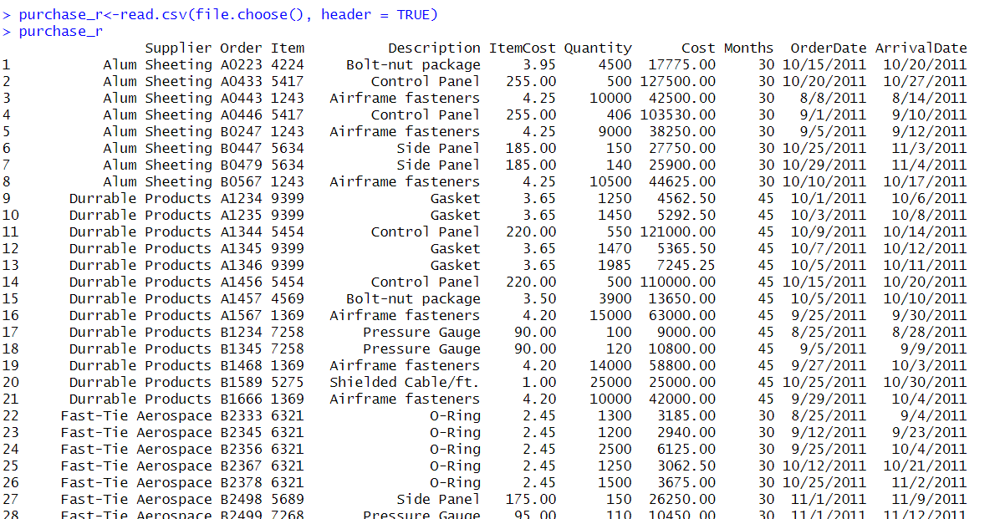 > purchase_r<-read.csv(file.choose(), header = TRUE)
> purchase_r
Supplier Order Item Description ItemCost Quantity Cost Months OrderDate ArrivalDate
1 Alum Sheeting A0223 4224 Bolt-nut package 3.95 4500 17775.00 30 10/15/2011 10/20/2011
2 Alum Sheeting A0433 5417 Control Panel 255.00 500 127500.00 30 10/20/2011 10/27/2011
3 Alum Sheeting A0443 1243 Airframe fasteners 4.25 10000 42500.00 30 8/8/2011 8/14/2011
4 Alum Sheeting A0446 5417 Control Panel 255.00 406 103530.00 30 9/1/2011 9/10/2011
5 Alum Sheeting B0247 1243 Airframe fasteners 4.25 9000 38250.00 30 9/5/2011 9/12/2011
6 Alum Sheeting B0447 5634 Side Panel 185.00 150 27750.00 30 10/25/2011 11/3/2011
7 Alum Sheeting B0479 5634 Side Panel 185.00 140 25900.00 30 10/29/2011 11/4/2011
8 Alum Sheeting B0567 1243 Airframe fasteners 4.25 10500 44625.00 30 10/10/2011 10/17/2011
9 Durrable Products A1234 9399 Gasket 3.65 1250 4562.50 45 10/1/2011 10/6/2011
10 Durrable Products A1235 9399 Gasket 3.65 1450 5292.50 45 10/3/2011 10/8/2011
11 Durrable Products A1344 5454 Control Panel 220.00 550 121000.00 45 10/9/2011 10/14/2011
12 Durrable Products A1345 9399 Gasket 3.65 1470 5365.50 45 10/7/2011 10/12/2011
13 Durrable Products A1346 9399 Gasket 3.65 1985 7245.25 45 10/5/2011 10/11/2011
14 Durrable Products A1456 5454 Control Panel 220.00 500 110000.00 45 10/15/2011 10/20/2011
15 Durrable Products A1457 4569 Bolt-nut package 3.50 3900 13650.00 45 10/5/2011 10/10/2011
16 Durrable Products A1567 1369 Airframe fasteners 4.20 15000 63000.00 45 9/25/2011 9/30/2011
17 Durrable Products B1234 7258 Pressure Gauge 90.00 100 9000.00 45 8/25/2011 8/28/2011
18 Durrable Products B1345 7258 Pressure Gauge 90.00 120 10800.00 45 9/5/2011 9/9/2011
19 Durrable Products B1468 1369 Airframe fasteners 4.20 14000 58800.00 45 9/27/2011 10/3/2011
20 Durrable Products B1589 5275 Shielded Cable/ft. 1.00 25000 25000.00 45 10/25/2011 10/30/2011
21 Durrable Products B1666 1369 Airframe fasteners 4.20 10000 42000.00 45 9/29/2011 10/4/2011
22 Fast-Tie Aerospace B2333 6321 O-Ring 2.45 1300 3185.00 30 8/25/2011 9/4/2011
23 Fast-Tie Aerospace B2345 6321 O-Ring 2.45 1200 2940.00 30 9/12/2011 9/23/2011
24 Fast-Tie Aerospace B2356 6321 O-Ring 2.45 2500 6125.00 30 9/25/2011 10/4/2011
25 Fast-Tie Aerospace B2367 6321 O-Ring 2.45 1250 3062.50 30 10/12/2011 10/21/2011
26 Fast-Tie Aerospace B2378 6321 O-Ring 2.45 1500 3675.00 30 10/25/2011 11/2/2011
27 Fast-Tie Aerospace B2498 5689 Side Panel 175.00 150 26250.00 30 11/1/2011 11/9/2011
28 Fast-Tie Aerospace B2499 7268 Pressure Gauge 95.00 110 10450.00 30 11/1/2011 11/12/2011